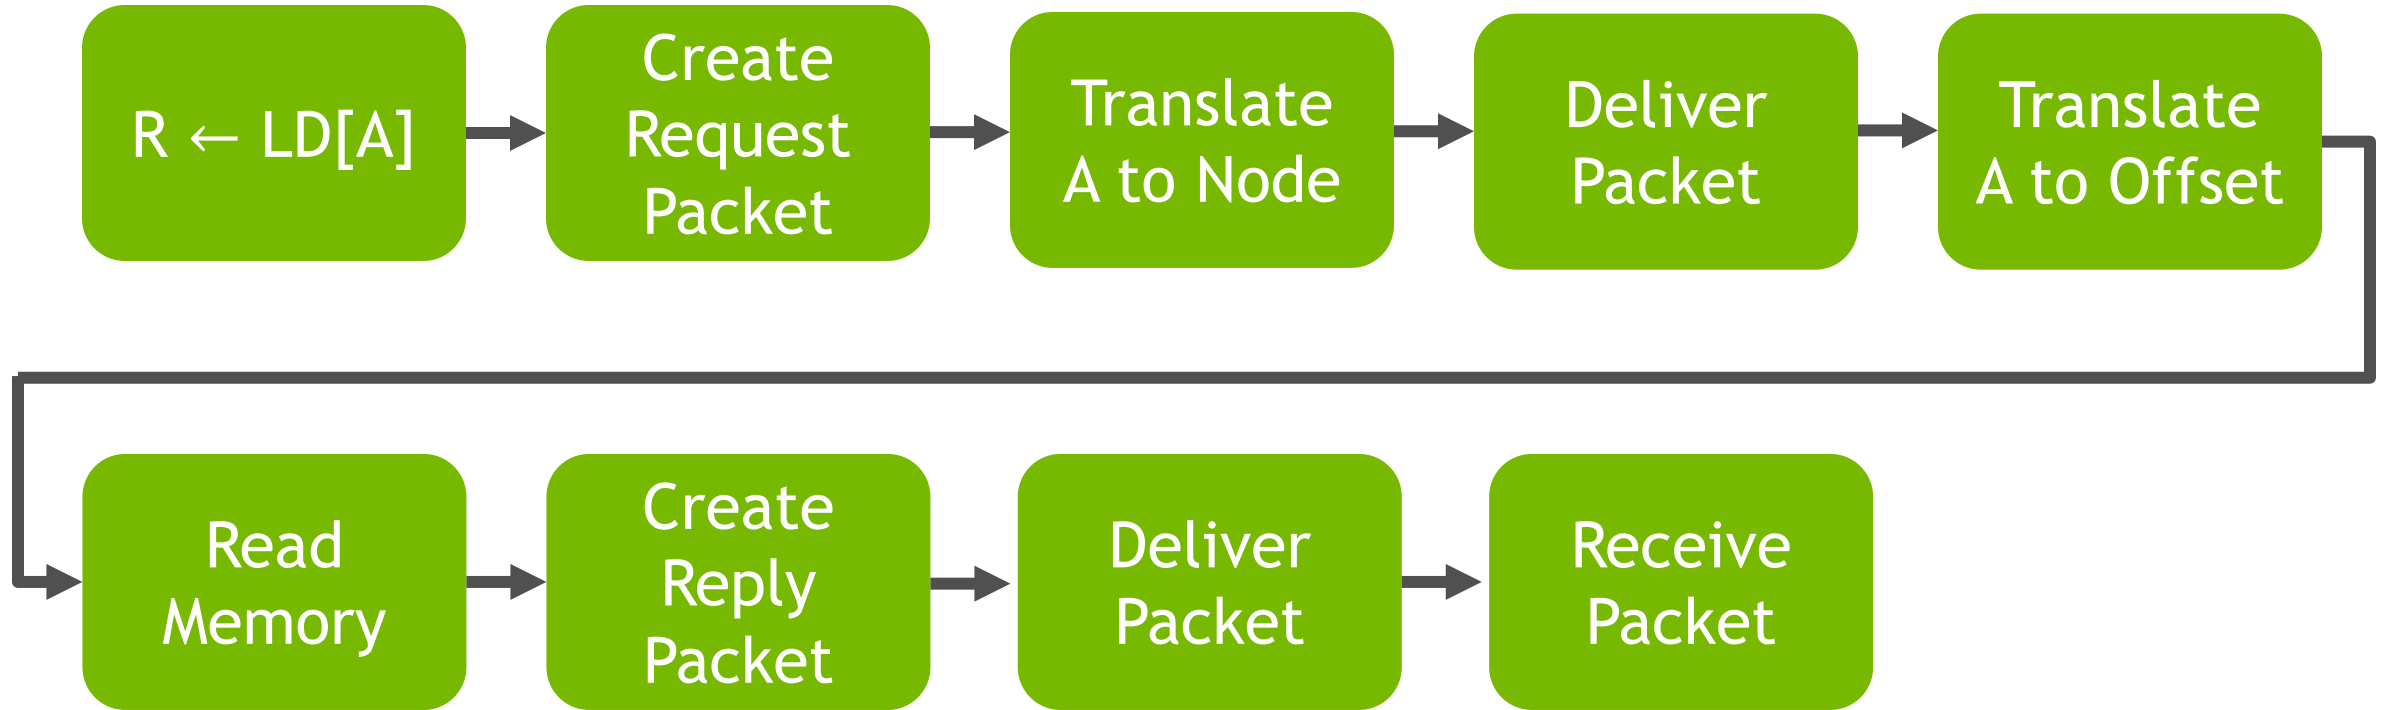 R ← LD[A]
Create
Request
Packet
Translate
A to Node
Deliver
Packet
Translate
A to Offset
Read
Memory
Create
Reply
Packet
Deliver
Packet
Receive
Packet